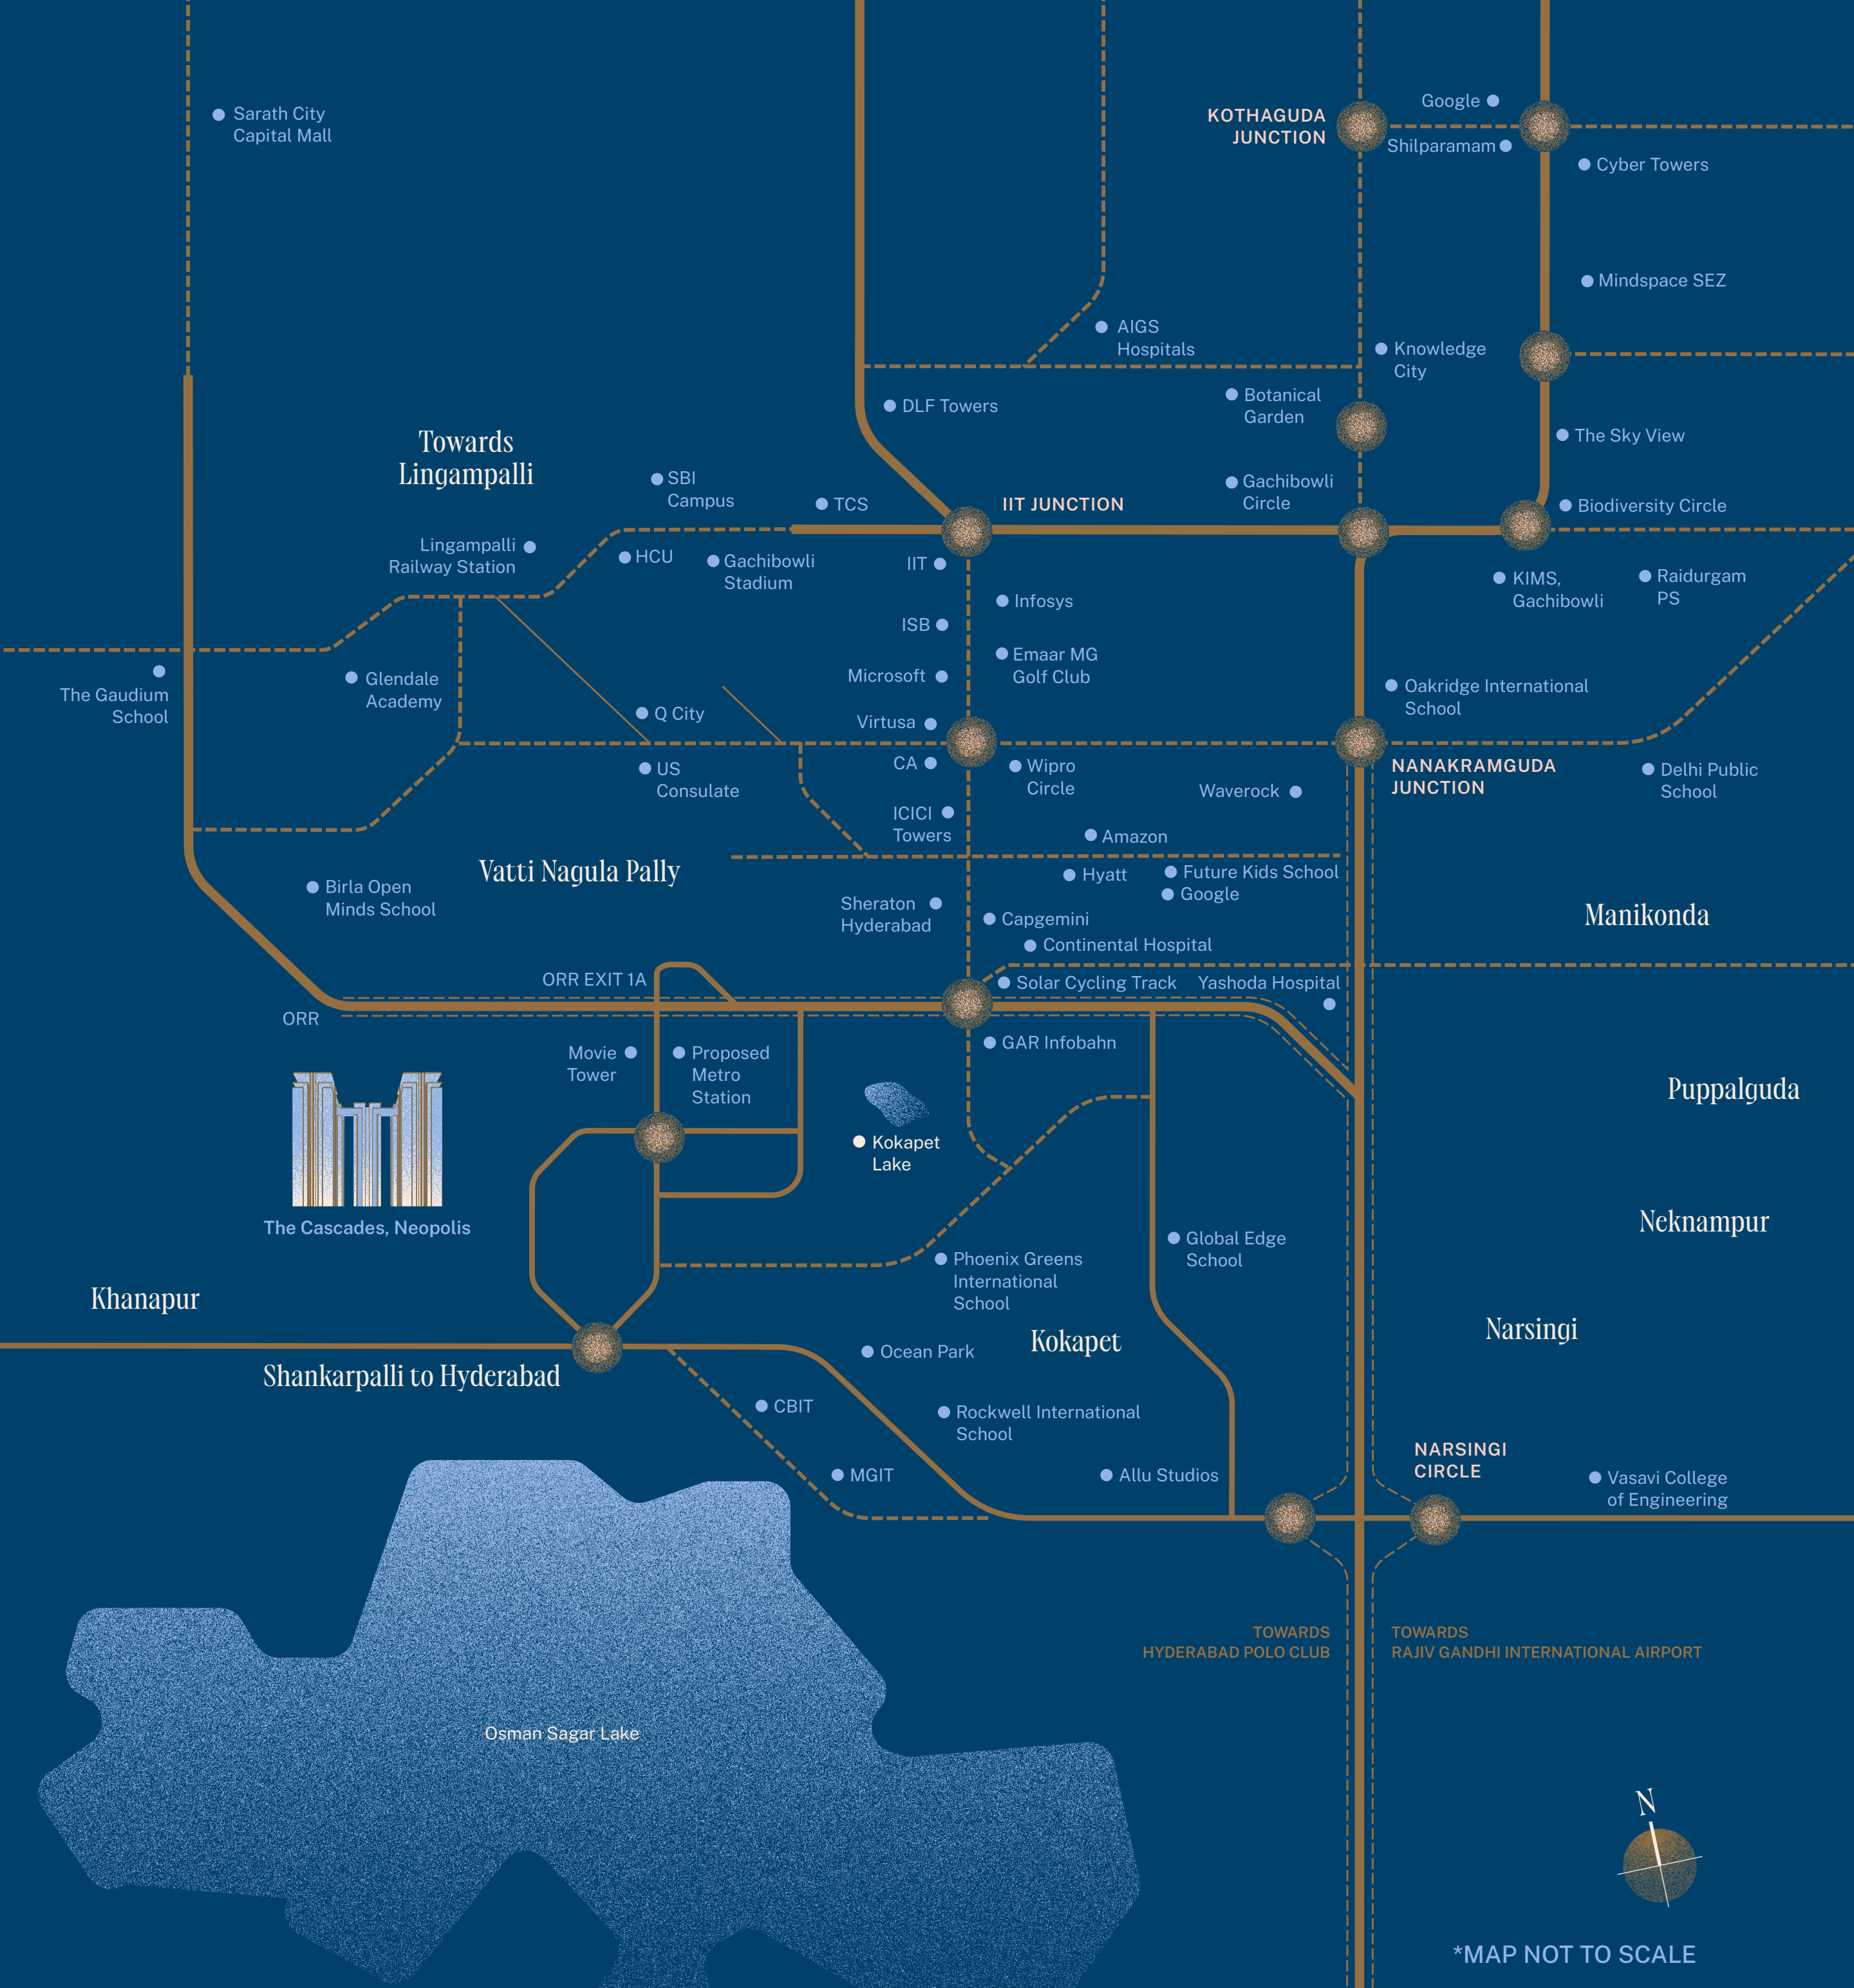 Sarath City
Capital Mall
KOTHAGUDA
JUNCTION
Google
Shilparamam
Cyber Towers
Mindspace SEZ
AIGS
Hospitals
Knowledge
City
DLF Towers
Botanical
Garden
The Sky View
Towards
Lingampalli
SBI
Campus
TCS
IIT JUNCTION
Gachibowli
Circle
Biodiversity Circle
Lingampalli
Railway Station
HCU
Gachibowli
Stadium
IIT
Infosys
KIMS,
Gachibowli
Raidurgam
PS
ISB
Emaar MG
Golf Club
Microsoft
The Gaudium
School
Glendale
Academy
Oakridge International
School
Q City
Virtusa
US
Consulate
CA
Wipro
Circle
NANAKRAMGUDA
JUNCTION
Delhi Public
School
Waverock
ICICI
Towers
Amazon
Vatti Nagula Pally
Hyatt
Future Kids School
Google
Birla Open
Minds School
Sheraton
Hyderabad
Capgemini
Manikonda
Continental Hospital
ORR EXIT 1A
Solar Cycling Track
Yashoda Hospital
ORR
GAR Infobahn
Movie
Tower
Proposed
Metro
Station
Puppalguda
Kokapet
Lake
The Cascades, Neopolis
Neknampur
Global Edge
School
Phoenix Greens
International
School
Khanapur
Narsingi
Kokapet
Ocean Park
Shankarpalli to Hyderabad
CBIT
Rockwell International
School
MGIT
Allu Studios
NARSINGI
CIRCLE
Vasavi College
of Engineering
TOWARDS
HYDERABAD POLO CLUB
TOWARDS
RAJIV GANDHI INTERNATIONAL AIRPORT
Osman Sagar Lake
N
*MAP NOT TO SCALE